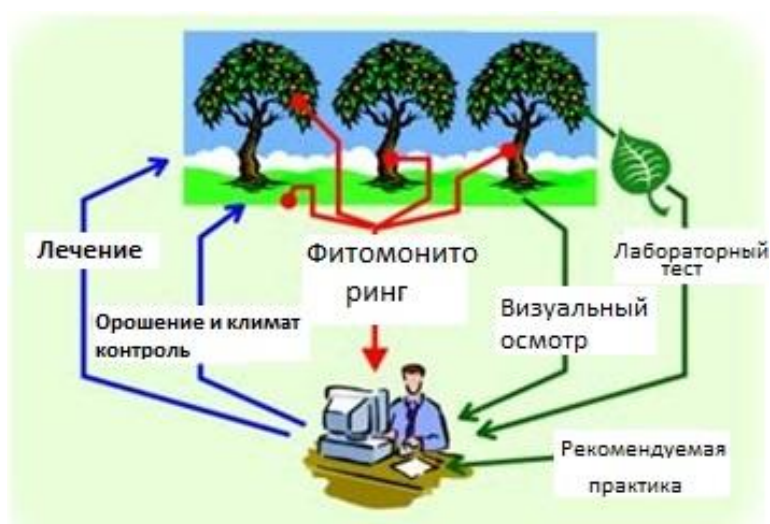 Лечение
Орошение и климат
контроль
Фитомонито
ринг
Визуальный
осмотр
Лабораторный
тест
Рекомендуемая
практика